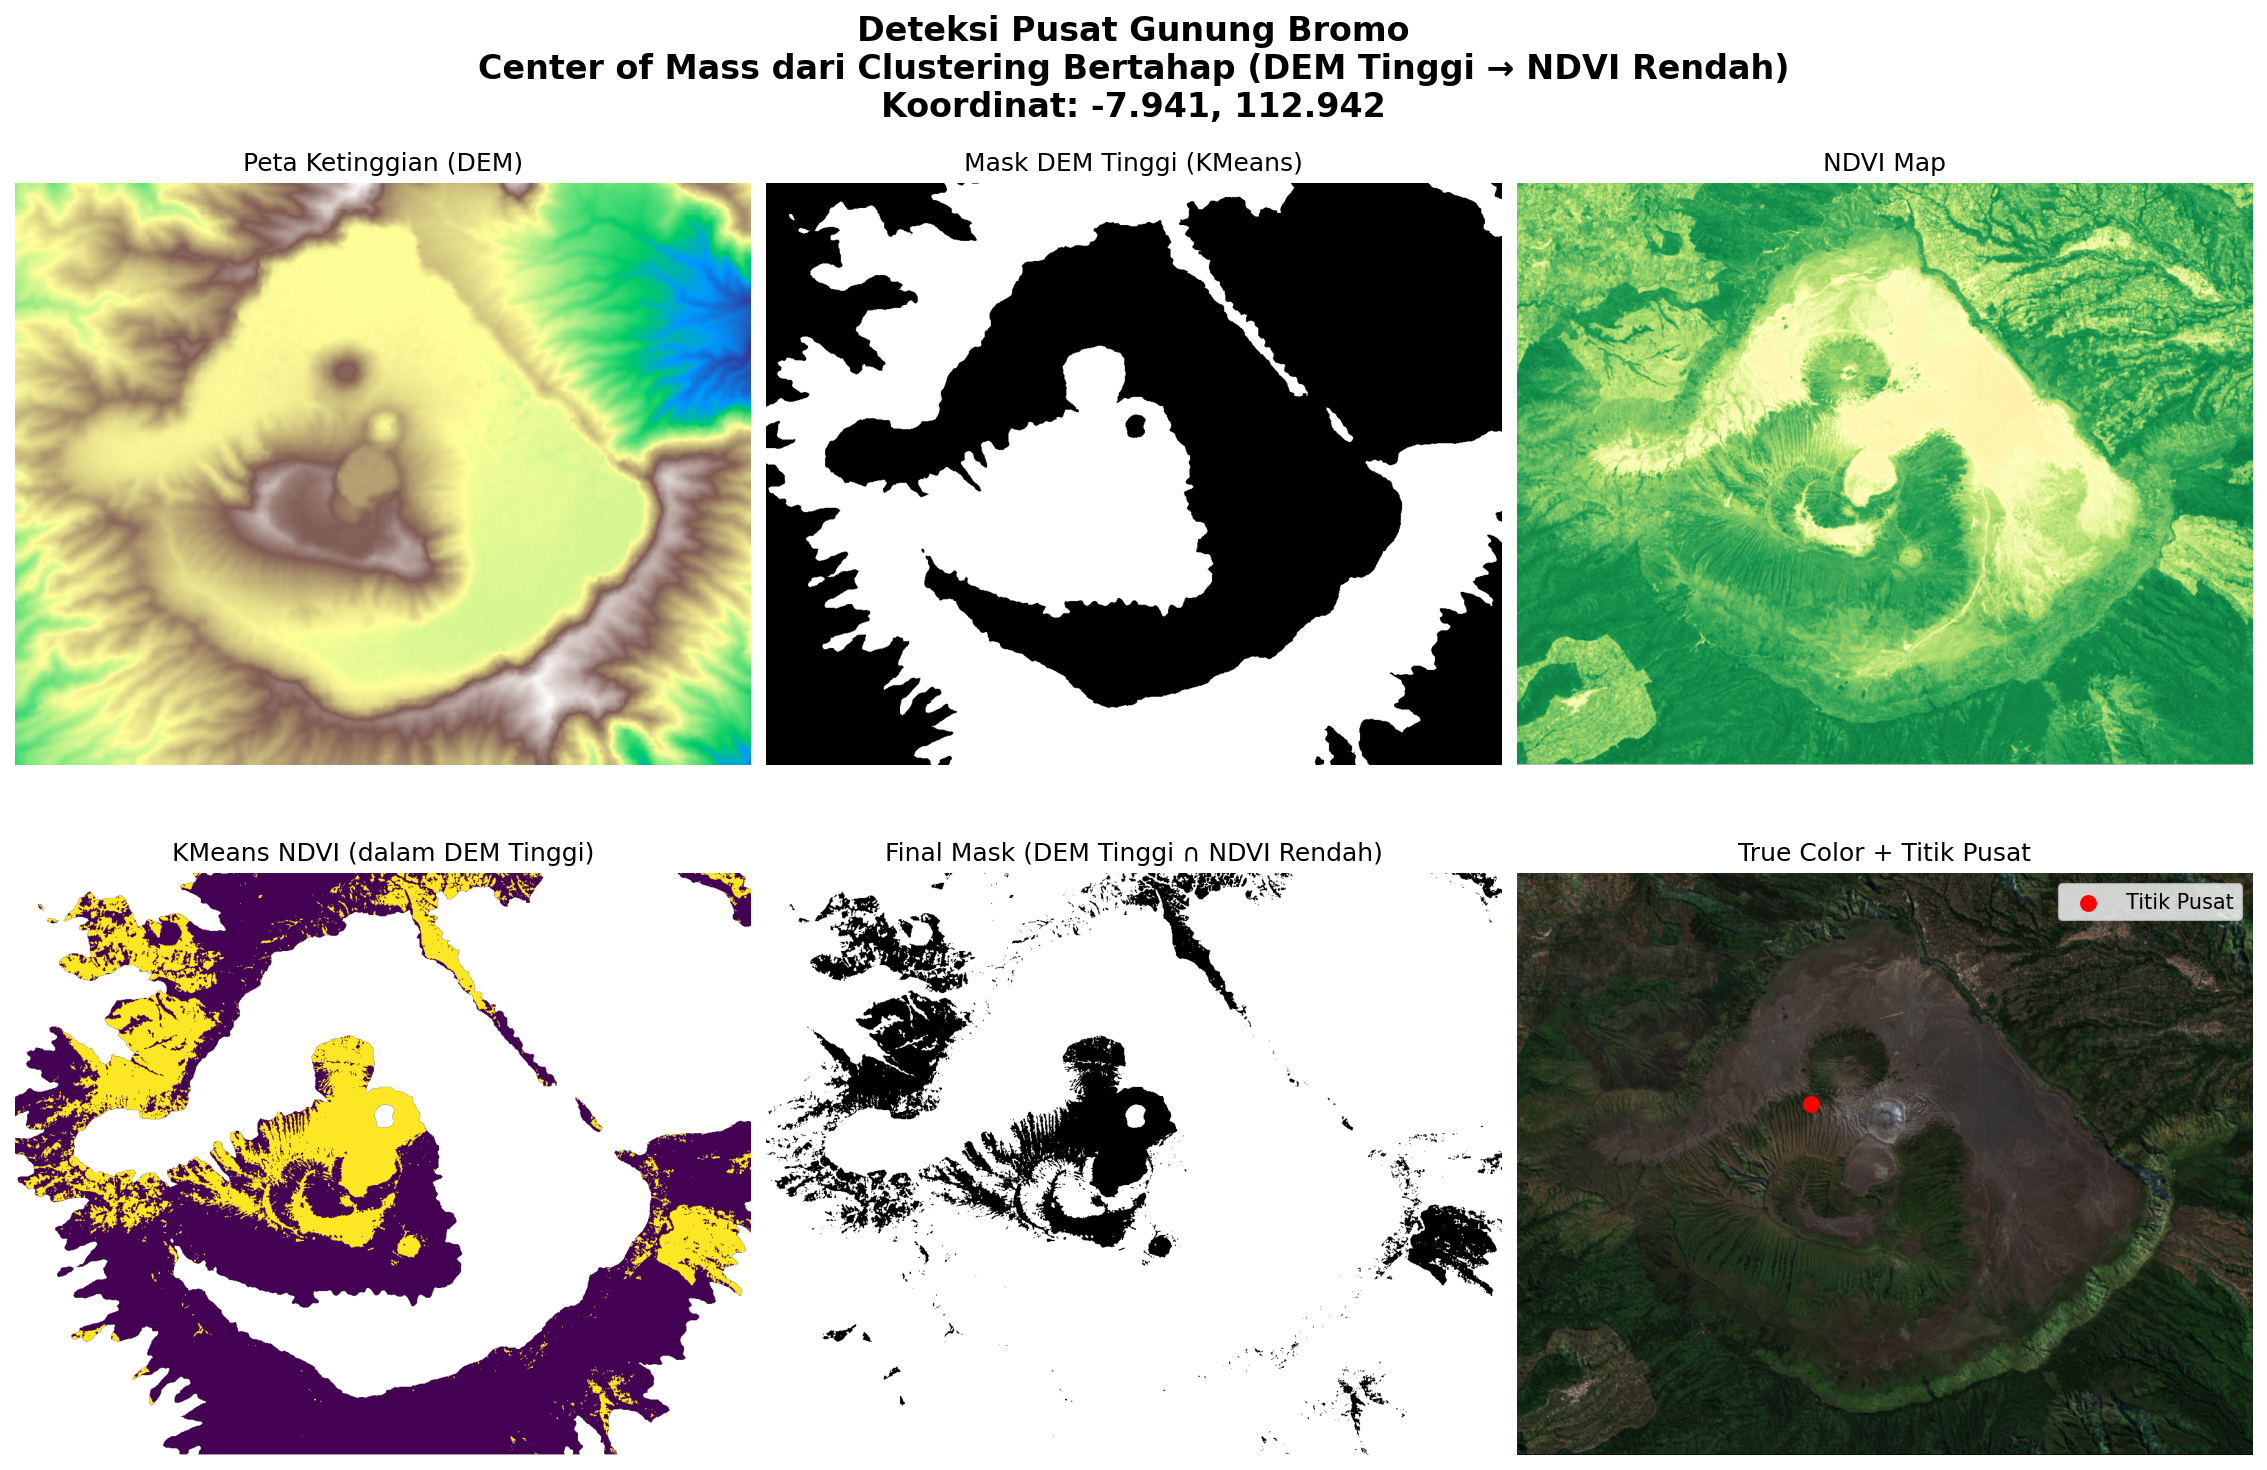 Deteksi Pusat Gunung Bromo
Center of Mass dari Clustering Bertahap (DEM Tinggi → NDVI Rendah)
Koordinat: -7.941, 112.942
Peta Ketinggian (DEM)
Mask DEM Tinggi (KMeans)
NDVI Map
KMeans NDVI (dalam DEM Tinggi)
Final Mask (DEM Tinggi ∩ NDVI Rendah)
True Color + Titik Pusat
Titik Pusat